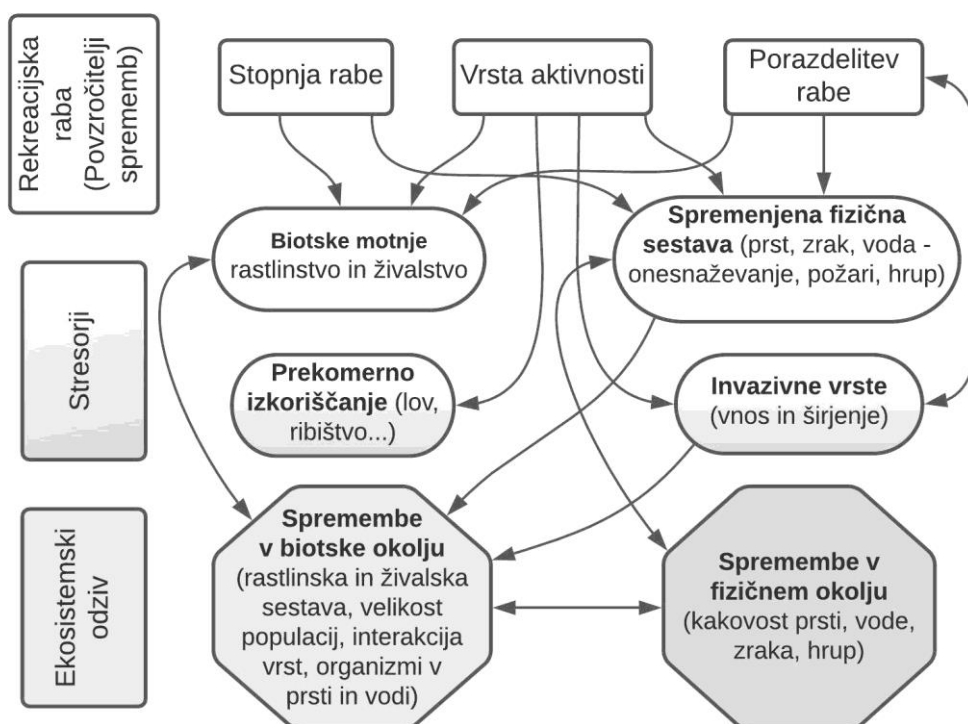 Rekreacijska
raba
(Povzročitelji
sprememb)
Stopnja rabe
Vrsta aktivnosti
Porazdelitev
rabe
Stresorji
Biotske motnje
rastlinstvo in živalstvo
Spremenjena fizična
sestava (prst, zrak, voda -
onesnaževanje, požari, hrup)
Prekomerno
izkoriščanje (lov,
ribištvo...)
Invazivne vrste
(vnos in širjenje)
Ekosistemski
odziv
Spremembe
v biotske okolju
(rastlinska in živalska
sestava, velikost
populacij, interakcija
vrst, organizmi v
prsti in vodi)
Spremembe v
fizičnem okolju
(kakovost prsti, vode,
zraka, hrup)